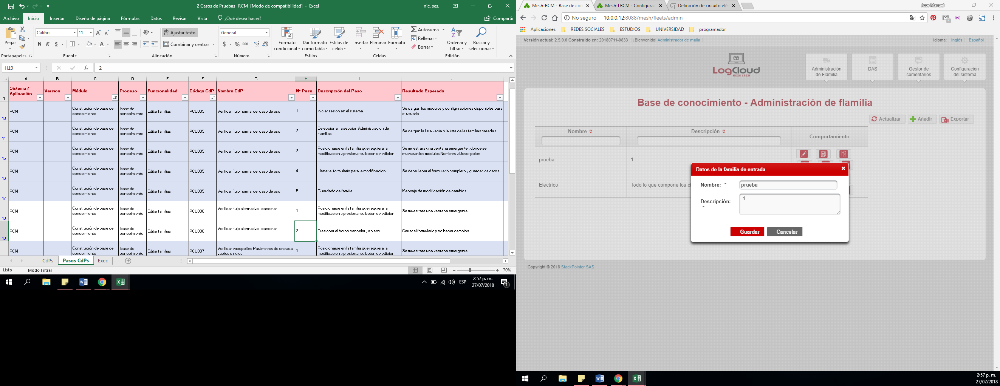 2 Casos de Pruebas_ RCM [Modo de compatibilidad] - Excel
Inic. ses.
Archivo Inicio Insertar Diseño de página Fórmulas Datos Revisar Vista ¿Qué desea hacer? Compartir
Pegar
Calibri 11
N K S
Ajustar texto
Combinar y centrar
General
$ % 000
Formato condicional
Dar formato como tabla
Estilos de celda
Insertar Eliminar Formato
Autosuma
Rellenar
Borrar
Ordenar y filtrar
Buscar y seleccionar
Portapapeles Fuente Alineación Número Estilos Celdas Edición
H19 fx 2
A B C D E F G H I J
1 Sistema / Aplicación Version Módulo Proceso Funcionalidad Código CdP Nombre CdP N° Paso Descripción del Paso Resultado Esperado
13 RCM Construción de base de conocimiento base de conocimiento Editar familias PCU005 Verificar flujo normal del caso de uso 1 Iniciar sesión en el sistema Se cargan los modulos y configuraciones disponibles para el usuario
14 RCM Construción de base de conocimiento base de conocimiento Editar familias PCU005 Verificar flujo normal del caso de uso 2 Seleccionar la seccion Administracion de Familias Se cargan la lista vacia o la lista de las familias creadas
15 RCM Construción de base de conocimiento base de conocimiento Editar familias PCU005 Verificar flujo normal del caso de uso 3 Posicionarse en la familia que requiera la modificacion y presionar su boton de edicion Se muestrara una ventana emergente , donde se muestran los modulos Nombres y Descripcion
16 RCM Construción de base de conocimiento base de conocimiento Editar familias PCU005 Verificar flujo normal del caso de uso 4 Llenar el formulario para la modificacion Se debe llenar el formulario completo y guardar los datos
17 RCM Construción de base de conocimiento base de conocimiento Editar familias PCU005 Verificar flujo normal del caso de uso 5 Guardado de familia Mensaje de modificación de cambios.
18 RCM Construción de base de conocimiento base de conocimiento Editar familias PCU006 Verificar flujo alternativo: cancelar 1 Posicionarse en la familia que requiera la modificacion y presionar su boton de edicion Se muestrara una ventana emergente
19 RCM Construción de base de conocimiento base de conocimiento Editar familias PCU006 Verificar flujo alternativo: cancelar 2 Presionar el boton cancelar , x o esc Cerrar el formulario y no hacer cambios
RCM Construción de base de conocimiento base de conocimiento Editar familias PCU007 Verificar excepción: Parámetros de entrada vacíos o nulos 1 Posicionarse en la familia que requiera la modificacion y presionar su boton de edicion Se muestrara una ventana emergente
CdPs Pasos CdPs Exec
Listo Modo Filtrar 70%
ESP 2:57 p. m.
27/07/2018 1
Mesh-RCM - Base de con Mesh-LRCM - Configurac Definición de circuito elé Jose Manuel
No seguro 10.0.0.12:8088/mesh/fleets/admin
Aplicaciones REDES SOCIALES ESTUDIOS UNIVERSIDAD programador
Versión actual: 2.5.0.0 Construido en: 20180711-0833 ¡Bienvenido! Administrador de malla Idioma: Inglés Español
LogCloud
MESH LRCM
Administración de Flamilia
DAS
Gestor de comentarios
Configuración del sistema
Base de conocimiento - Administración de flamilia
Actualizar Añadir Exportar
Nombre Descripción Comportamiento
prueba 1
Electrico Todo lo que compone los ci
Datos de la familia de entrada
Nombre: * prueba
Descripción: * 1
Guardar Cancelar
Copyright © 2018 StackPointer SAS
2:57 p. m.
27/07/2018